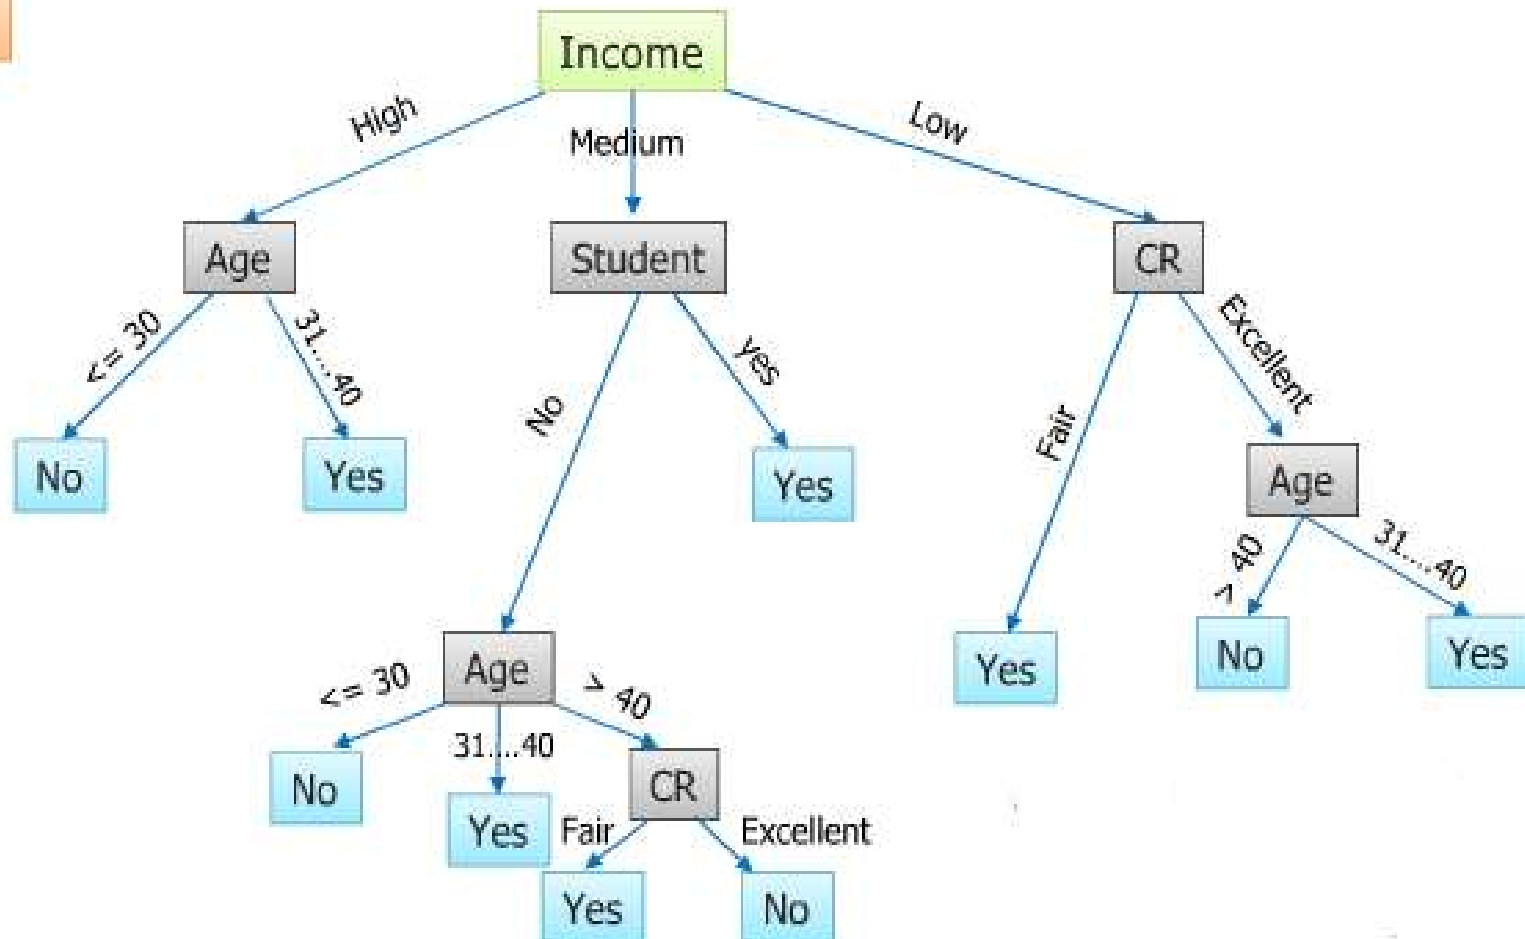 Income
High
Medium
Low
Age
Student
CR
<= 30
31....40
No
yes
Fair
Excellent
No
Yes
Yes
Age
> 40
31....40
Yes
No
Yes
Age
<= 30
31....40
> 40
No
Yes
CR
Fair
Excellent
Yes
No